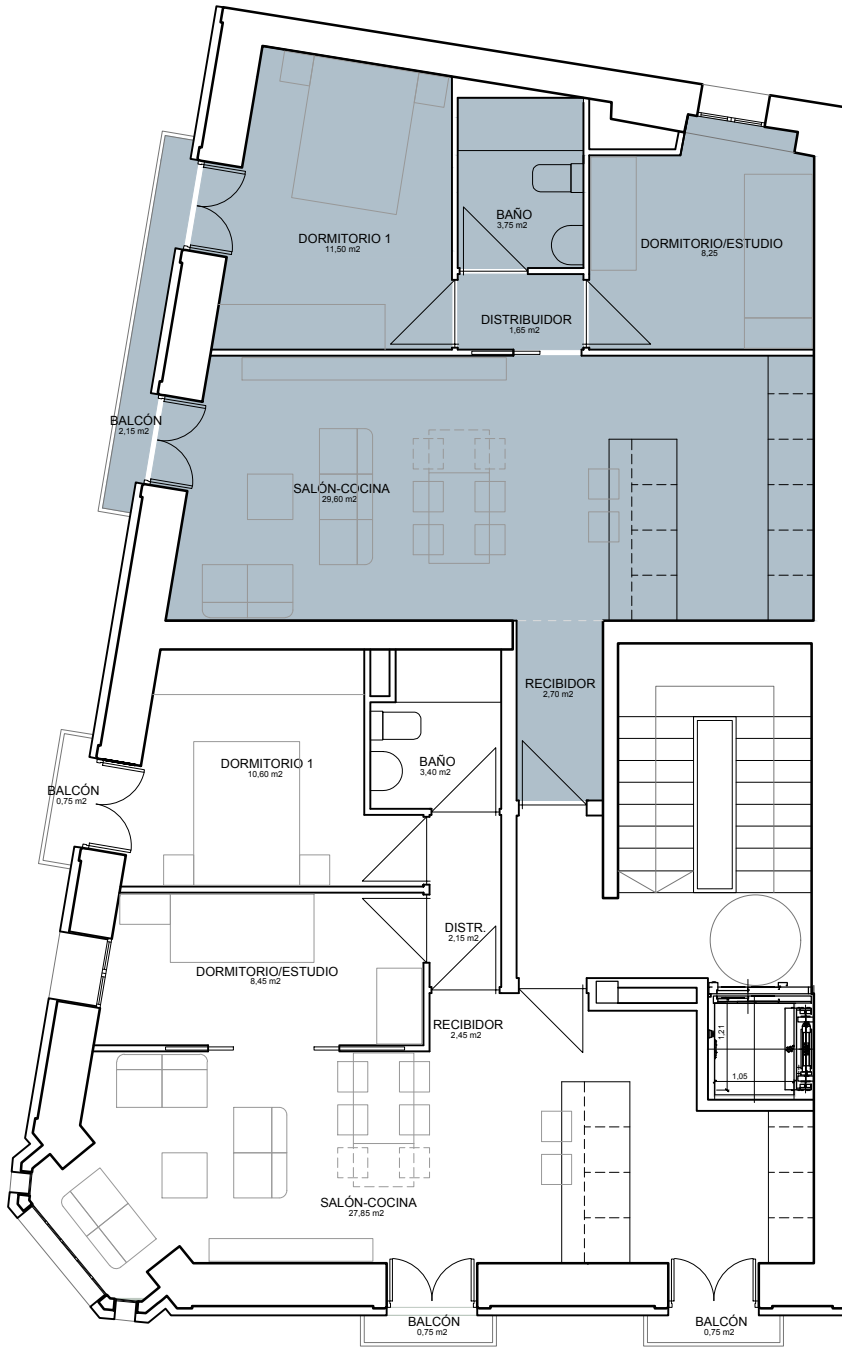 BAÑO
3,75 m2
DORMITORIO 1
11,50 m2
DORMITORIO/ESTUDIO
8,25
DISTRIBUIDOR
1,65 m2
BALCÓN
2,15 m2
SALÓN-COCINA
29,60 m2
RECIBIDOR
2,70 m2
DORMITORIO 1
10,60 m2
BAÑO
3,40 m2
BALCÓN
0,75 m2
DISTR.
2,15 m2
DORMITORIO/ESTUDIO
8,45 m2
RECIBIDOR
2,45 m2
1,21
1,05
SALÓN-COCINA
27,85 m2
BALCÓN
0,75 m2
BALCÓN
0,75 m2